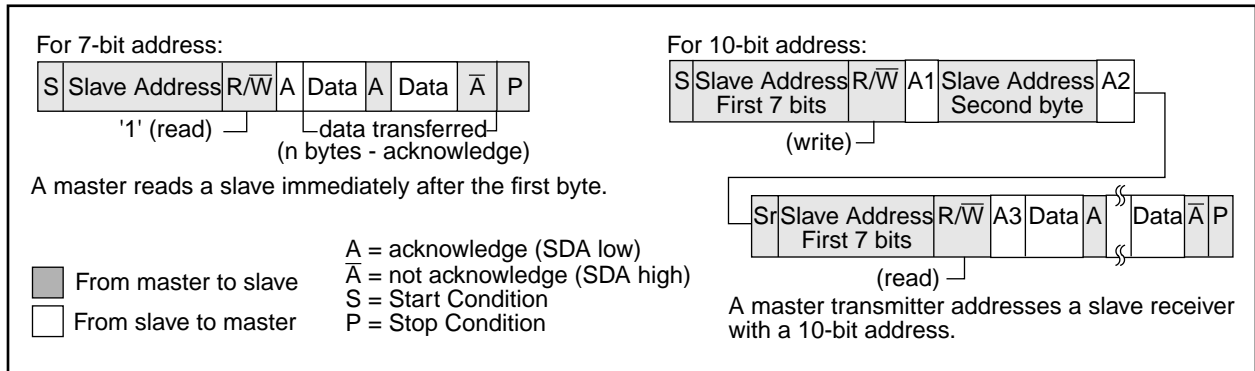 For 7-bit address:
S Slave Address R/W̅ A Data A Data A̅ P
'1' (read)
data transferred
(n bytes - acknowledge)
A master reads a slave immediately after the first byte.
From master to slave
From slave to master
A = acknowledge (SDA low)
A̅ = not acknowledge (SDA high)
S = Start Condition
P = Stop Condition
For 10-bit address:
S Slave Address First 7 bits R/W̅ A1 Slave Address Second byte A2
(write)
Sr Slave Address First 7 bits R/W̅ A3 Data A Data A̅ P
(read)
A master transmitter addresses a slave receiver
with a 10-bit address.